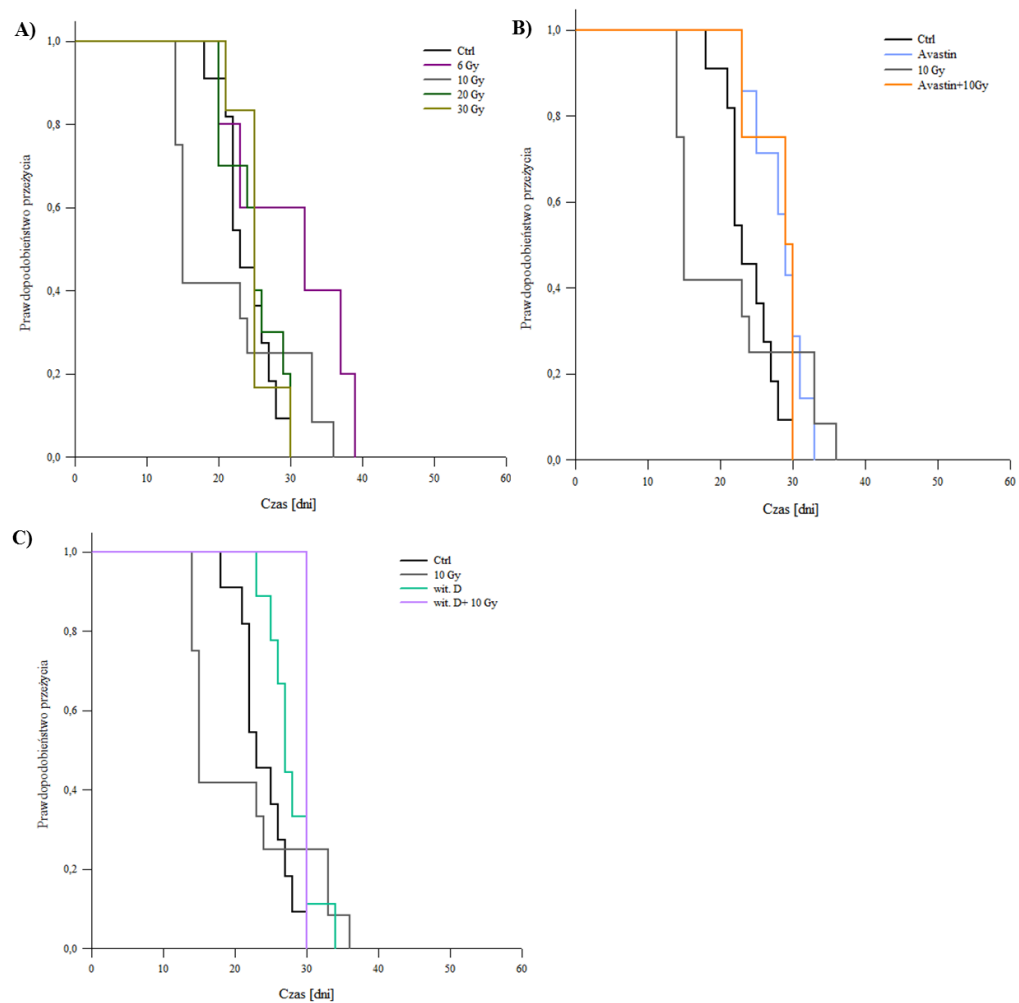 A)
Ctrl
6 Gy
10 Gy
20 Gy
30 Gy
Prawdopodobieństwo przeżycia
1,0
0,8
0,6
0,4
0,2
0,0
0 10 20 30 40 50 60
Czas [dni]
B)
Ctrl
Avastin
10 Gy
Avastin+10Gy
Prawdopodobieństwo przeżycia
1,0
0,8
0,6
0,4
0,2
0,0
0 10 20 30 40 50 60
Czas [dni]
C)
Ctrl
10 Gy
wit. D
wit. D+ 10 Gy
Prawdopodobieństwo przeżycia
1,0
0,8
0,6
0,4
0,2
0,0
0 10 20 30 40 50 60
Czas [dni]